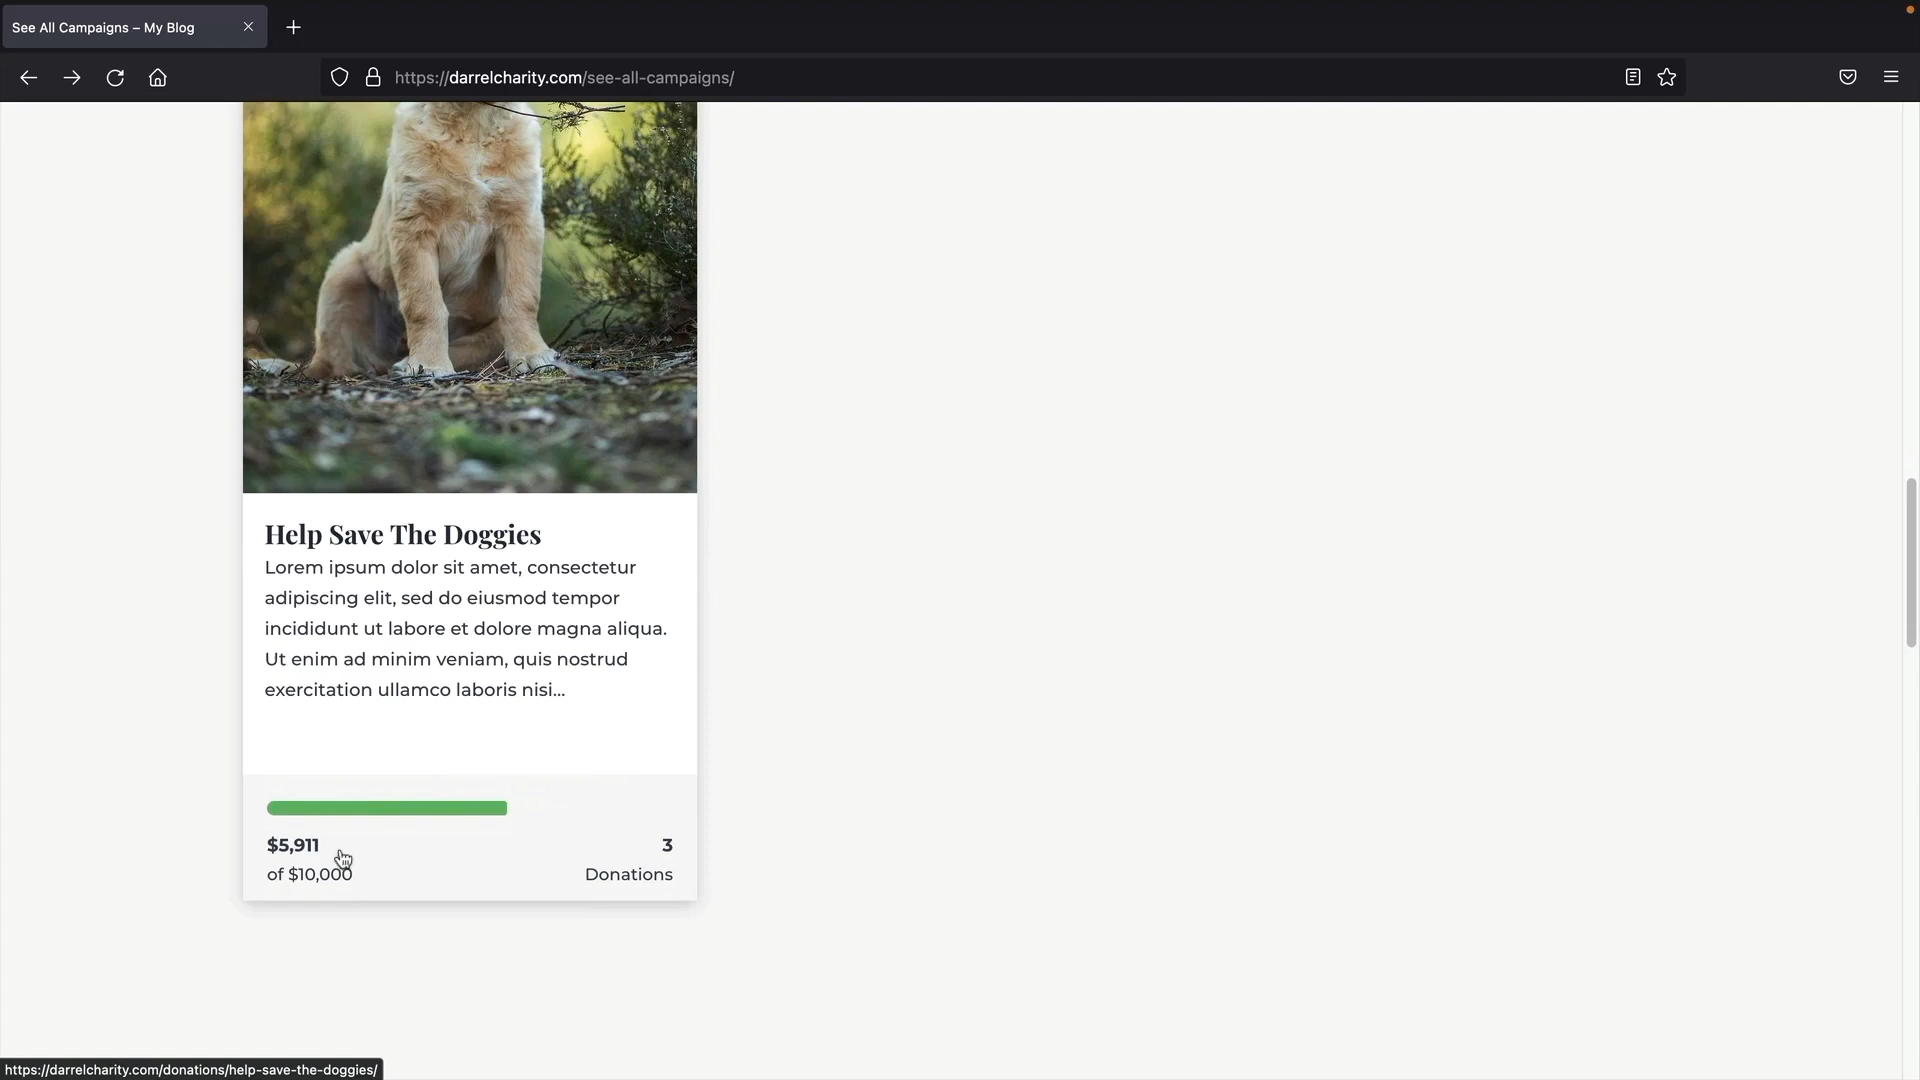 See All Campaigns – My Blog
https://darrelcharity.com/see-all-campaigns/
Help Save The Doggies
Lorem ipsum dolor sit amet, consectetur
adipiscing elit, sed do eiusmod tempor
incididunt ut labore et dolore magna aliqua.
Ut enim ad minim veniam, quis nostrud
exercitation ullamco laboris nisi...
$5,911 3
of $10,000 Donations
https://darrelcharity.com/donations/help-save-the-doggies/